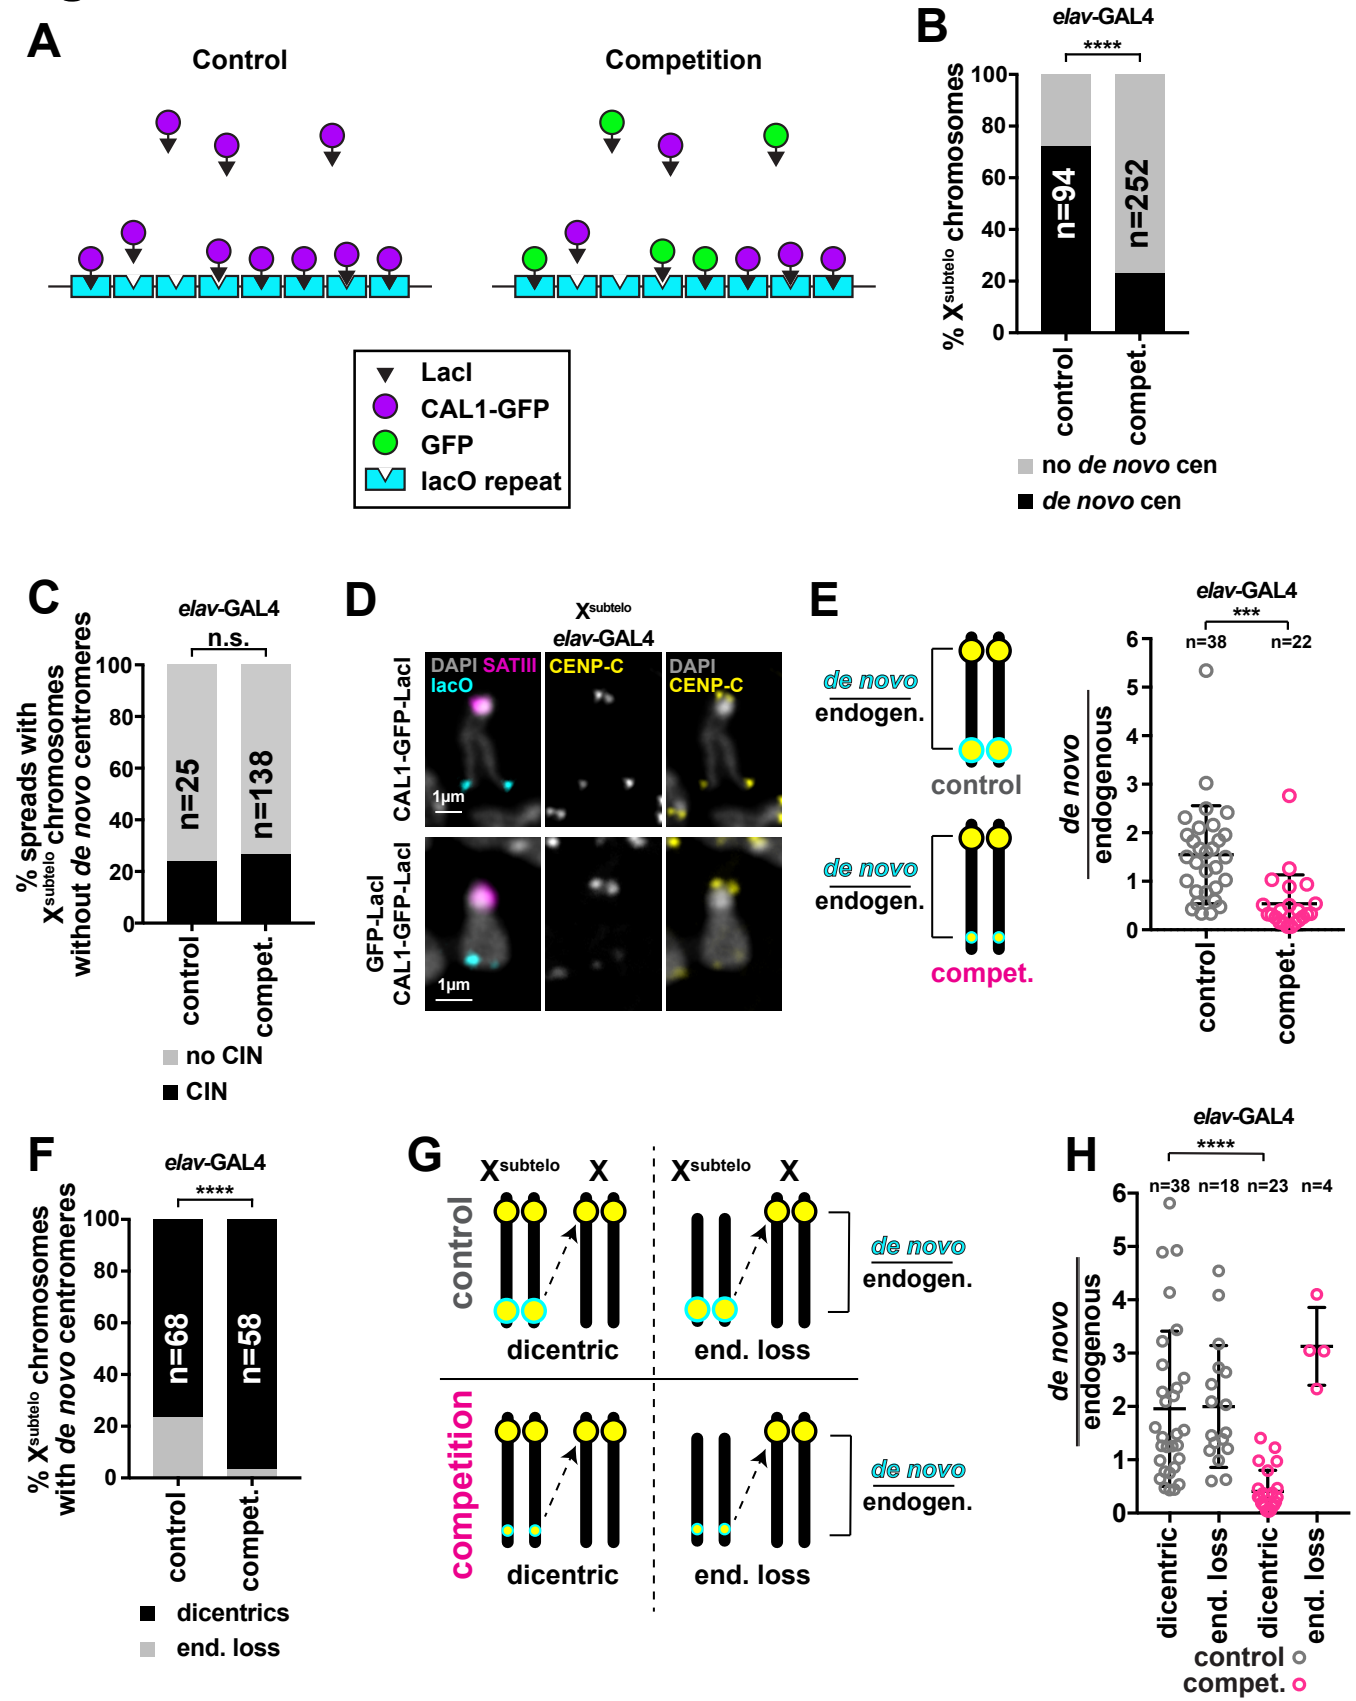 A
Control
Competition
LacI
CAL1-GFP
GFP
lacO repeat
B
elav-GAL4
****
% Xsubtelo chromosomes
100
80
60
40
20
0
n=94
n=252
control
compet.
no de novo cen
de novo cen
C
elav-GAL4
n.s.
% spreads with
Xsubtelo chromosomes
without de novo centromeres
100
80
60
40
20
0
n=25
n=138
control
compet.
no CIN
CIN
D
Xsubtelo
elav-GAL4
CAL1-GFP-LacI
DAPI SATIII
lacO
CENP-C
DAPI
CENP-C
1µm
GFP-LacI
CAL1-GFP-LacI
1µm
E
de novo
endogen.
control
de novo
endogen.
compet.
elav-GAL4
***
n=38
n=22
de novo
endogenous
6
5
4
3
2
1
0
control
compet.
F
elav-GAL4
****
% Xsubtelo chromosomes
with de novo centromeres
100
80
60
40
20
0
n=68
n=58
control
compet.
dicentrics
end. loss
G
Xsubtelo X
Xsubtelo X
control
dicentric
end. loss
de novo
endogen.
competition
dicentric
end. loss
de novo
endogen.
H
elav-GAL4
****
n=38 n=18 n=23 n=4
de novo
endogenous
6
5
4
3
2
1
0
dicentric
end. loss
dicentric
end. loss
control
compet.